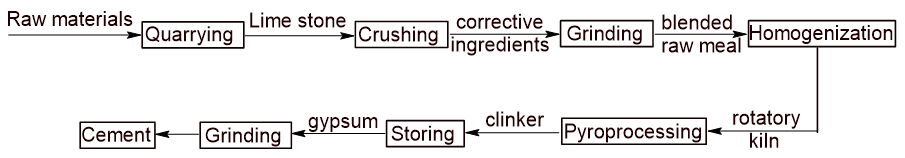 Raw materials
Quarrying
Lime stone
Crushing
corrective
ingredients
Grinding
blended
raw meal
Homogenization
rotatory
kiln
Pyroprocessing
clinker
Storing
gypsum
Grinding
Cement